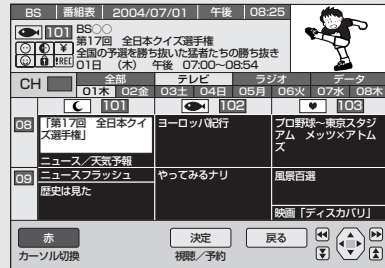 BS 番組表 2004/07/01 午後 08:25
101 BS○○
第17回 全日本クイズ選手権
全国の予選を勝ち抜いた猛者たちの勝ち抜き
01日 (木) 午後 07:00~08:54
¥
!REC
CH 全部 テレビ ラジオ データ
01木 02金 03土 04日 05月 06火 07水 08木
101 102 103
08 「第17回 全日本クイズ選手権」
ヨーロッパ紀行
プロ野球~東京スタジアム メッツ×アトムズ
ニュース/天気予報
09 ニュースフラッシュ
やってみるナリ
風景百選
歴史は見た
映画「ディスカバリ」
赤 決定 戻る
カーソル切換 視聴/予約